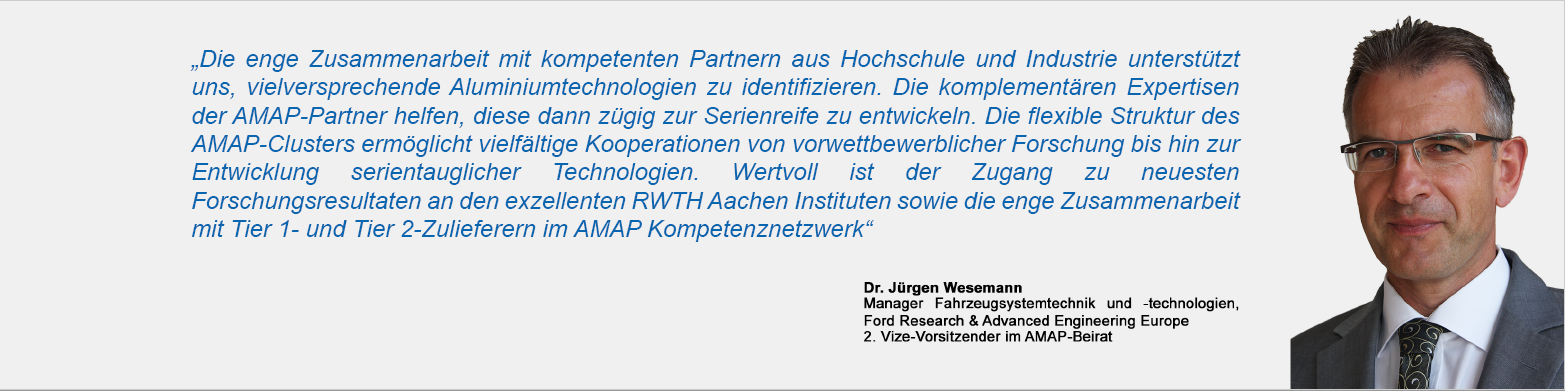 „Die enge Zusammenarbeit mit kompetenten Partnern aus Hochschule und Industrie unterstützt
uns, vielversprechende Aluminiumtechnologien zu identifizieren. Die komplementären Expertisen
der AMAP-Partner helfen, diese dann zügig zur Serienreife zu entwickeln. Die flexible Struktur des
AMAP-Clusters ermöglicht vielfältige Kooperationen von vorwettbewerblicher Forschung bis hin zur
Entwicklung serientauglicher Technologien. Wertvoll ist der Zugang zu neuesten
Forschungsresultaten an den exzellenten RWTH Aachen Instituten sowie die enge Zusammenarbeit
mit Tier 1- und Tier 2-Zulieferern im AMAP Kompetenznetzwerk“
Dr. Jürgen Wesemann
Manager Fahrzeugsystemtechnik und -technologien,
Ford Research & Advanced Engineering Europe
2. Vize-Vorsitzender im AMAP-Beirat